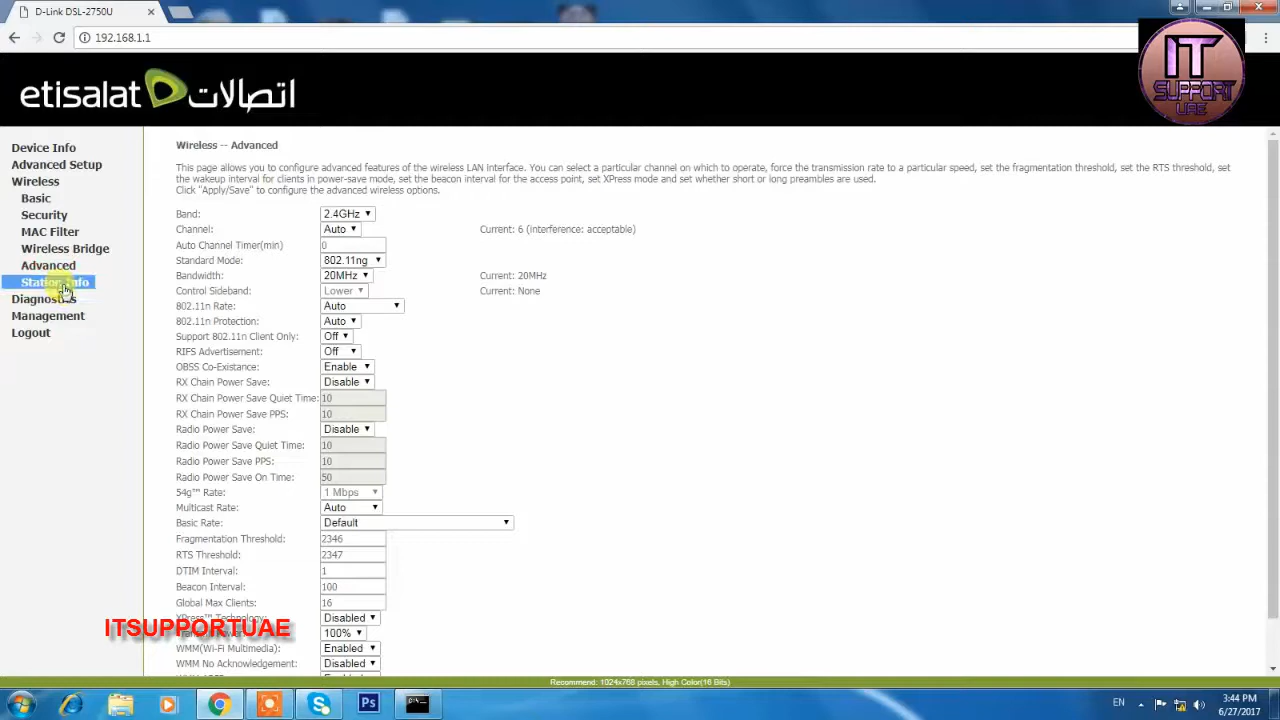 D-Link DSL-2750U
192.168.1.1
IT
SUPPORT
UAE
etisalat اتصالات
Device Info
Advanced Setup
Wireless
Basic
Security
MAC Filter
Wireless Bridge
Advanced
Station Info
Diagnostics
Management
Logout
Wireless -- Advanced
This page allows you to configure advanced features of the wireless LAN interface. You can select a particular channel on which to operate, force the transmission rate to a particular speed, set the fragmentation threshold, set the RTS threshold, set
the wakeup interval for clients in power-save mode, set the beacon interval for the access point, set XPress mode and set whether short or long preambles are used.
Click "Apply/Save" to configure the advanced wireless options.
Band: 2.4GHz
Channel: Auto Current: 6 (interference: acceptable)
Auto Channel Timer(min) 0
Standard Mode: 802.11ng
Bandwidth: 20MHz Current: 20MHz
Control Sideband: Lower Current: None
802.11n Rate: Auto
802.11n Protection: Auto
Support 802.11n Client Only: Off
RIFS Advertisement: Off
OBSS Co-Existance: Enable
RX Chain Power Save: Disable
RX Chain Power Save Quiet Time: 10
RX Chain Power Save PPS: 10
Radio Power Save: Disable
Radio Power Save Quiet Time: 10
Radio Power Save PPS: 10
Radio Power Save On Time: 50
54g™ Rate: 1 Mbps
Multicast Rate: Auto
Basic Rate: Default
Fragmentation Threshold: 2346
RTS Threshold: 2347
DTIM Interval: 1
Beacon Interval: 100
Global Max Clients: 16
XPress™ Technology: Disabled
ITSUPPORTUAE
100%
WMM(Wi-Fi Multimedia): Enabled
WMM No Acknowledgement: Disabled
Recommend: 1024x768 pixels, High Color(16 Bits)
Ps
EN
3:44 PM
6/27/2017